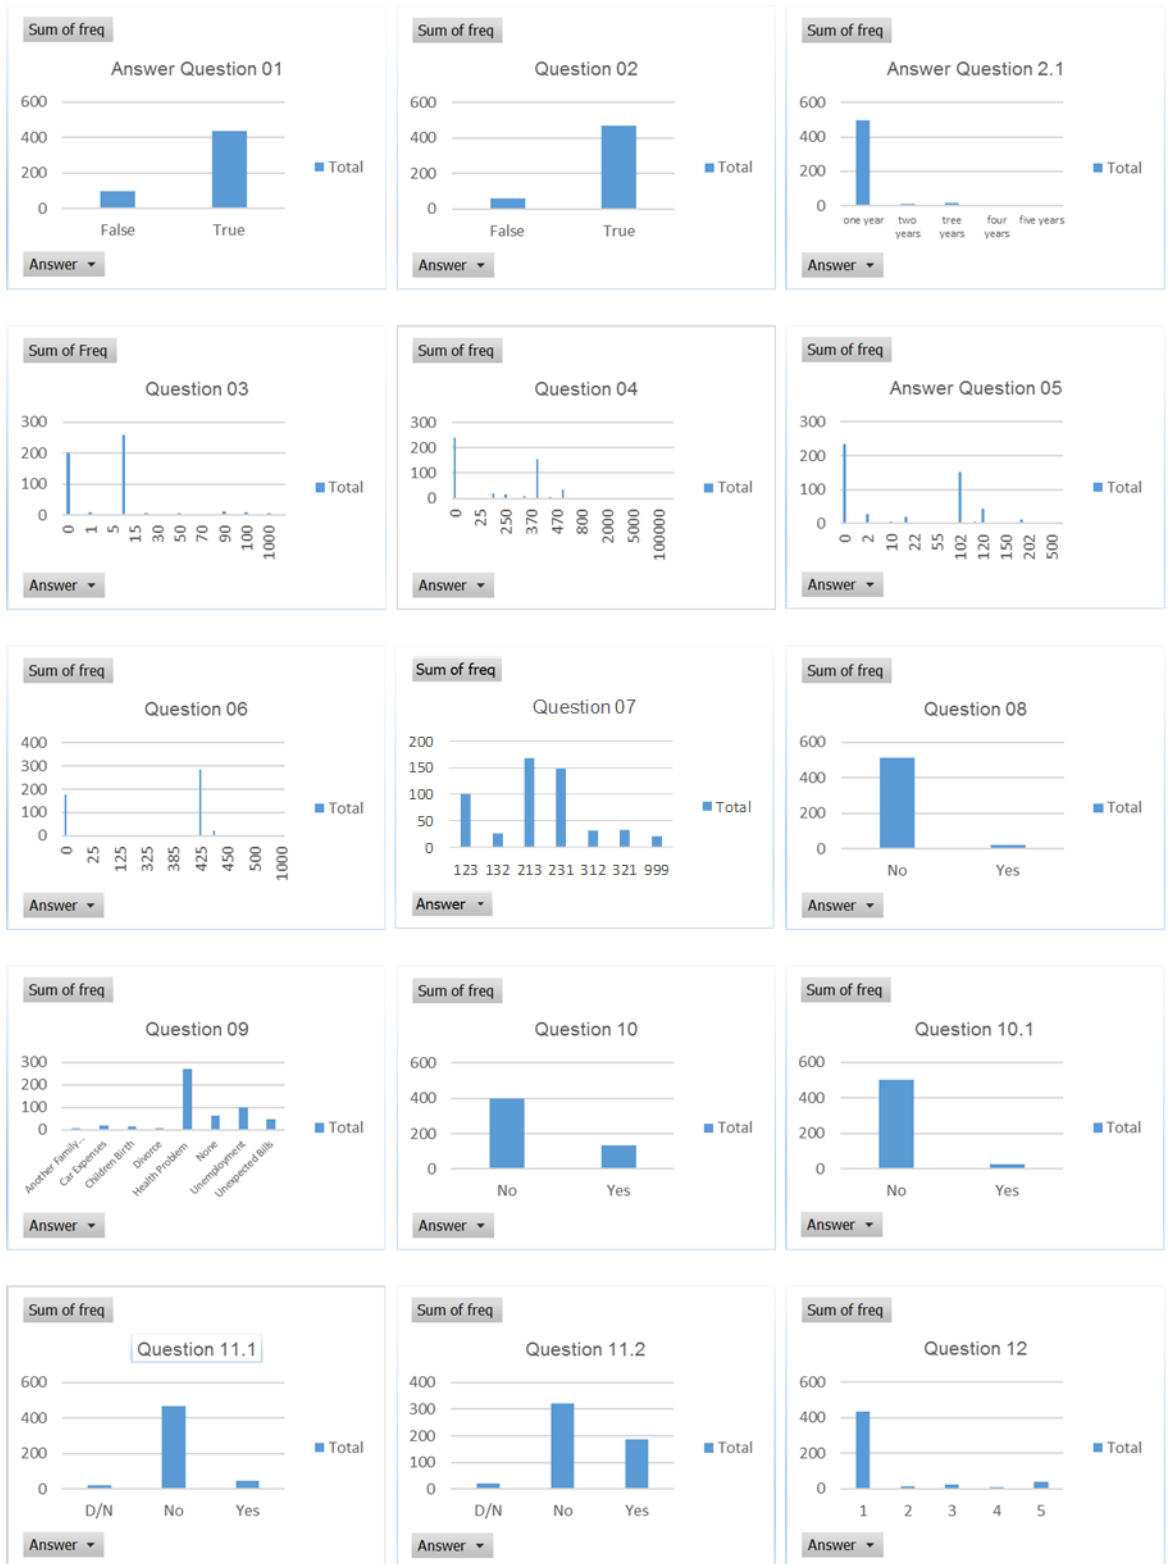 Sum of freq
Answer Question 01
600
400
200
0
False True
Total
Answer
Sum of freq
Question 02
600
400
200
0
False True
Total
Answer
Sum of freq
Answer Question 2.1
600
400
200
0
one year two years tree years four years five years
Total
Answer
Sum of Freq
Question 03
300
200
100
0
0 1 5 15 30 50 70 90 100 1000
Total
Answer
Sum of freq
Question 04
300
200
100
0
0 25 250 370 470 800 2000 5000 100000
Total
Answer
Sum of freq
Answer Question 05
300
200
100
0
0 2 10 22 55 102 120 150 202 500
Total
Answer
Sum of freq
Question 06
400
300
200
100
0
0 25 125 325 385 425 450 500 1000
Total
Answer
Sum of freq
Question 07
200
150
100
50
0
123 132 213 231 312 321 999
Total
Answer
Sum of freq
Question 08
600
400
200
0
No Yes
Total
Answer
Sum of freq
Question 09
300
200
100
0
Another Family... Car Expenses Children Birth Divorce Health Problem None Unemployment Unexpected Bills
Total
Answer
Sum of freq
Question 10
600
400
200
0
No Yes
Total
Answer
Sum of freq
Question 10.1
600
400
200
0
No Yes
Total
Answer
Sum of freq
Question 11.1
600
400
200
0
D/N No Yes
Total
Answer
Sum of freq
Question 11.2
400
300
200
100
0
D/N No Yes
Total
Answer
Sum of freq
Question 12
600
400
200
0
1 2 3 4 5
Total
Answer